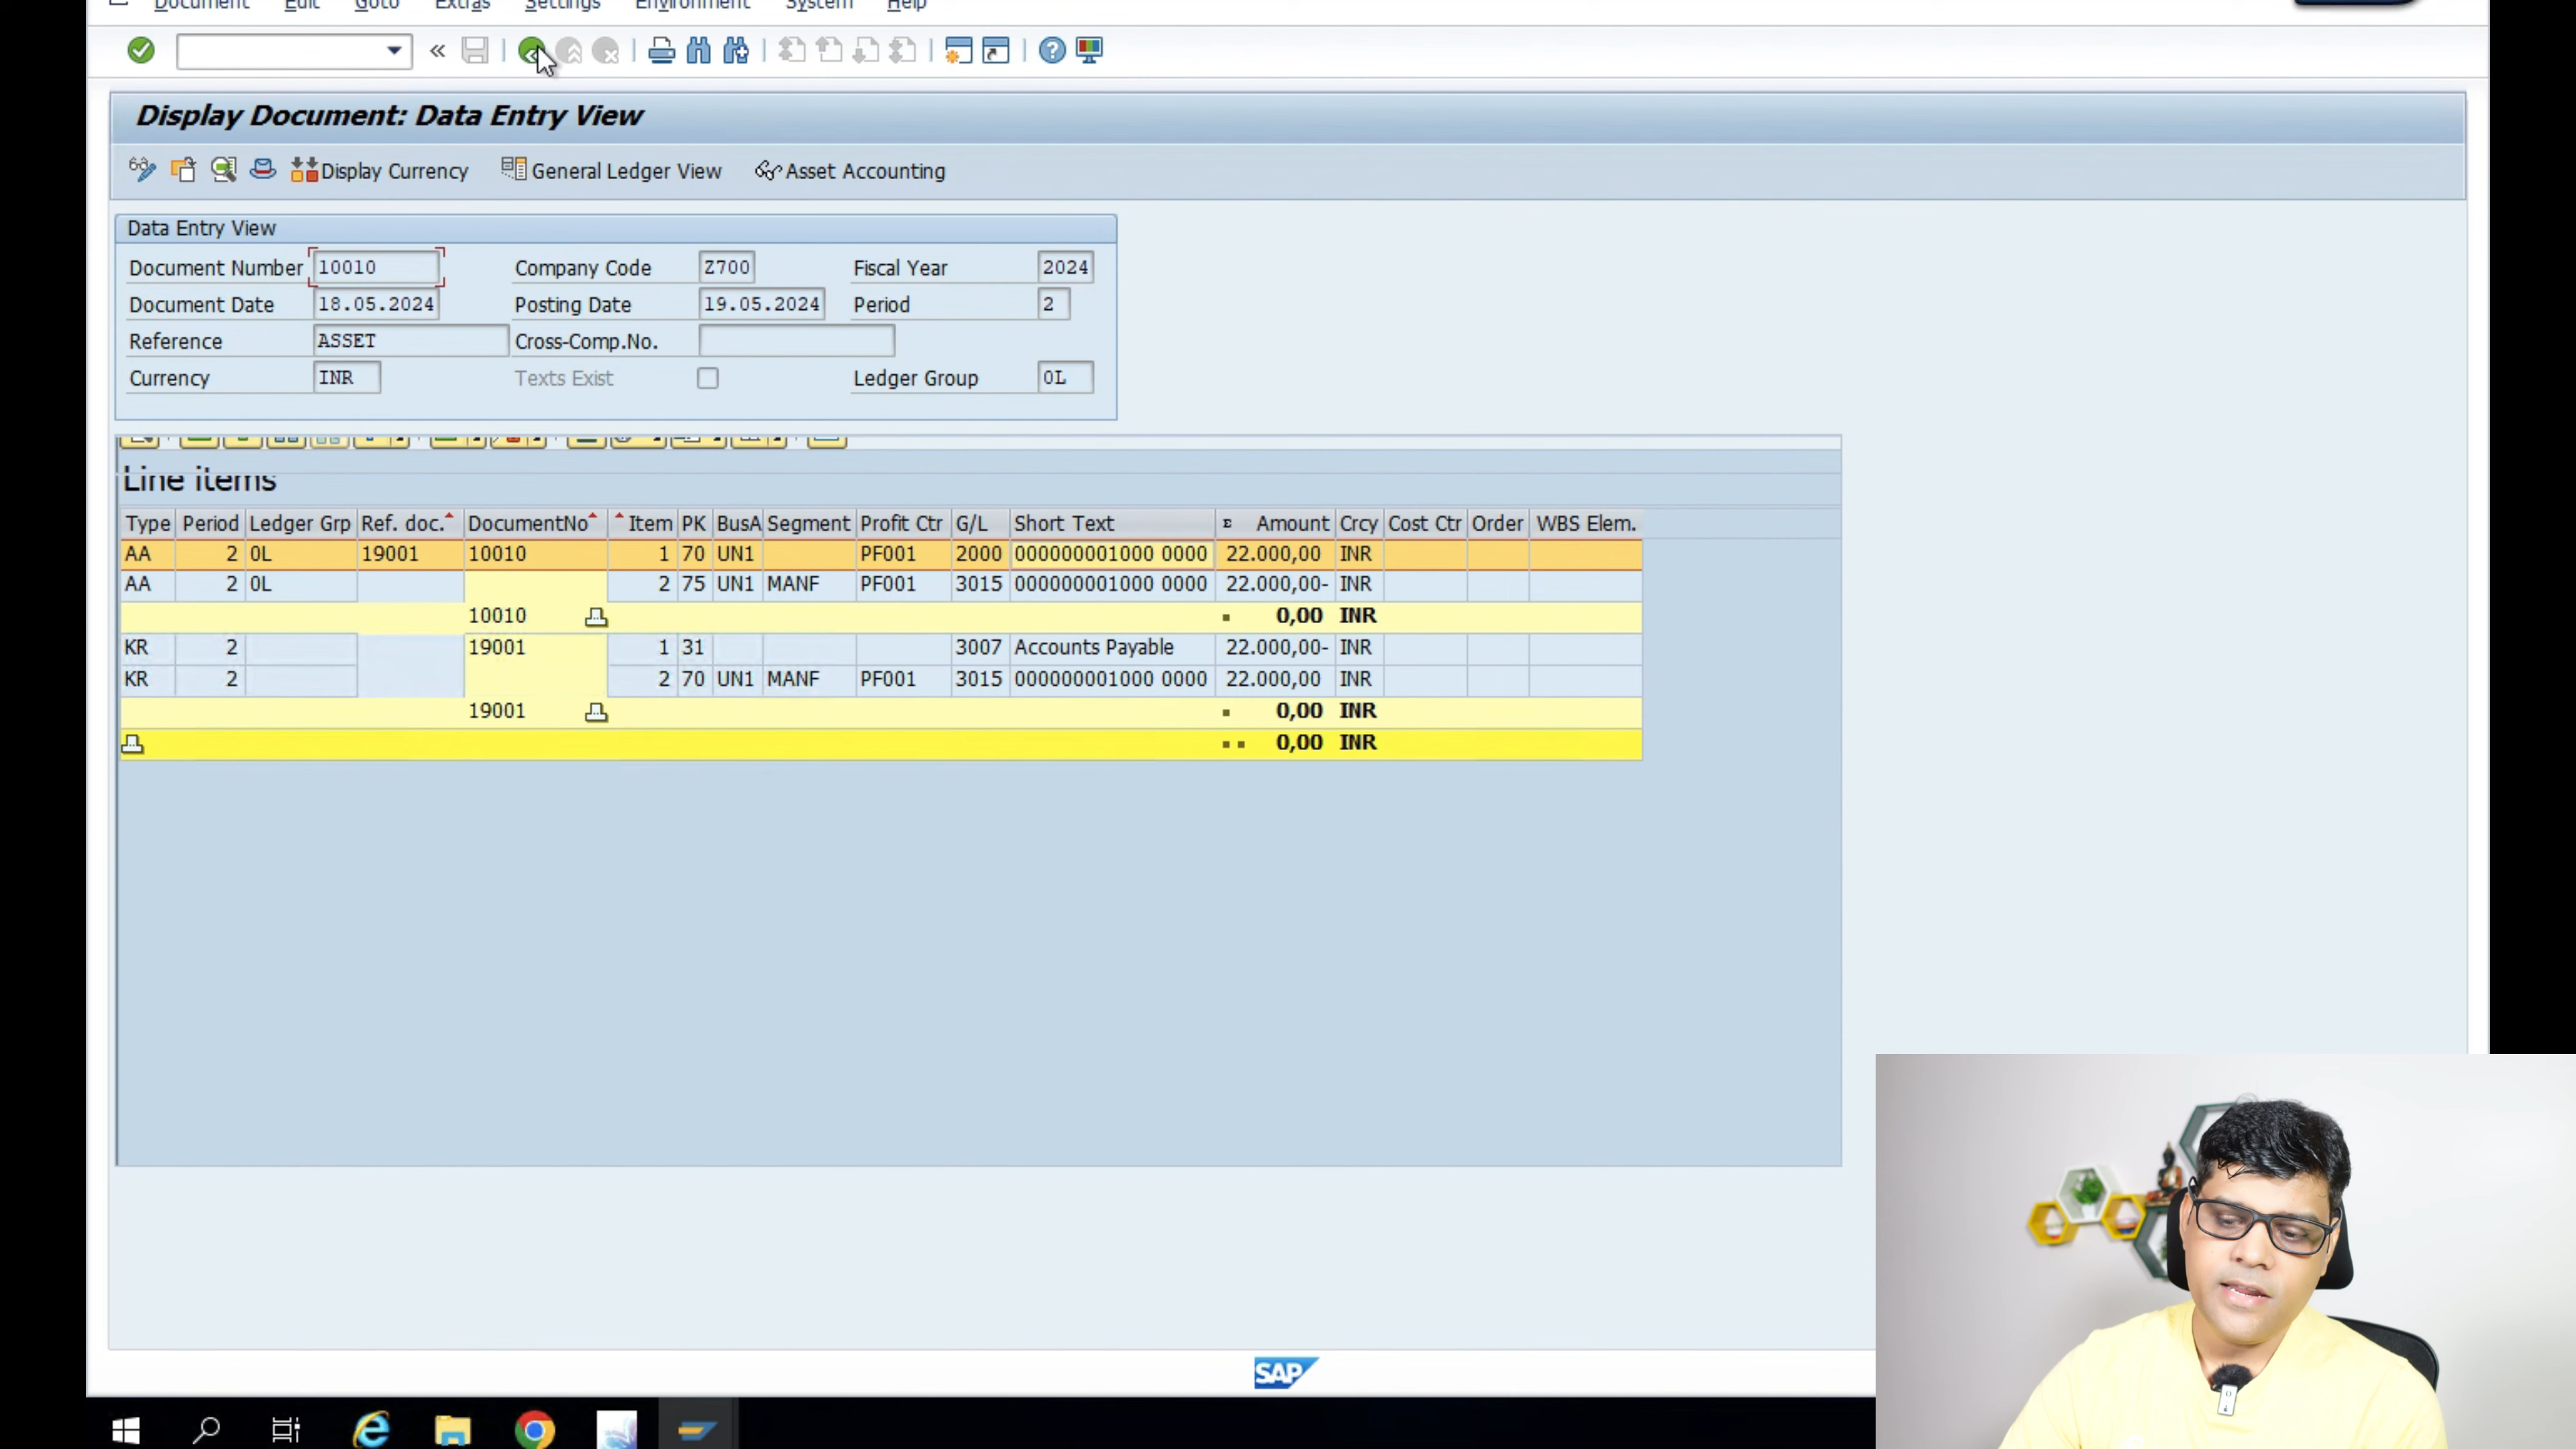 Document Edit Goto Extras Settings Environment System Help
Display Document: Data Entry View
Display Currency General Ledger View Asset Accounting
Data Entry View
Document Number 10010 Company Code Z700 Fiscal Year 2024
Document Date 18.05.2024 Posting Date 19.05.2024 Period 2
Reference ASSET Cross-Comp.No.
Currency INR Texts Exist Ledger Group 0L
Line items
Type Period Ledger Grp Ref. doc. DocumentNo Item PK BusA Segment Profit Ctr G/L Short Text Σ Amount Crcy Cost Ctr Order WBS Elem.
AA 2 0L 19001 10010 1 70 UN1 PF001 2000 000000001000 0000 22.000,00 INR
AA 2 0L 2 75 UN1 MANF PF001 3015 000000001000 0000 22.000,00- INR
10010 0,00 INR
KR 2 19001 1 31 3007 Accounts Payable 22.000,00- INR
KR 2 2 70 UN1 MANF PF001 3015 000000001000 0000 22.000,00 INR
19001 0,00 INR
0,00 INR
SAP